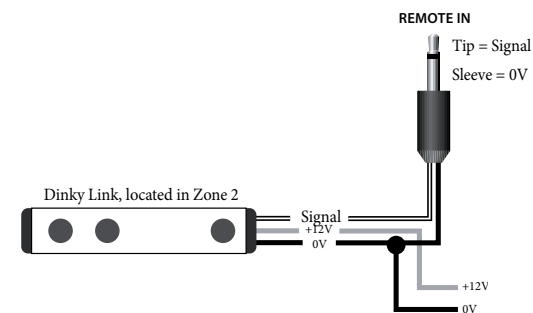 REMOTE IN
Tip = Signal
Sleeve = 0V
Dinky Link, located in Zone 2
Signal
+12V
0V
+12V
0V